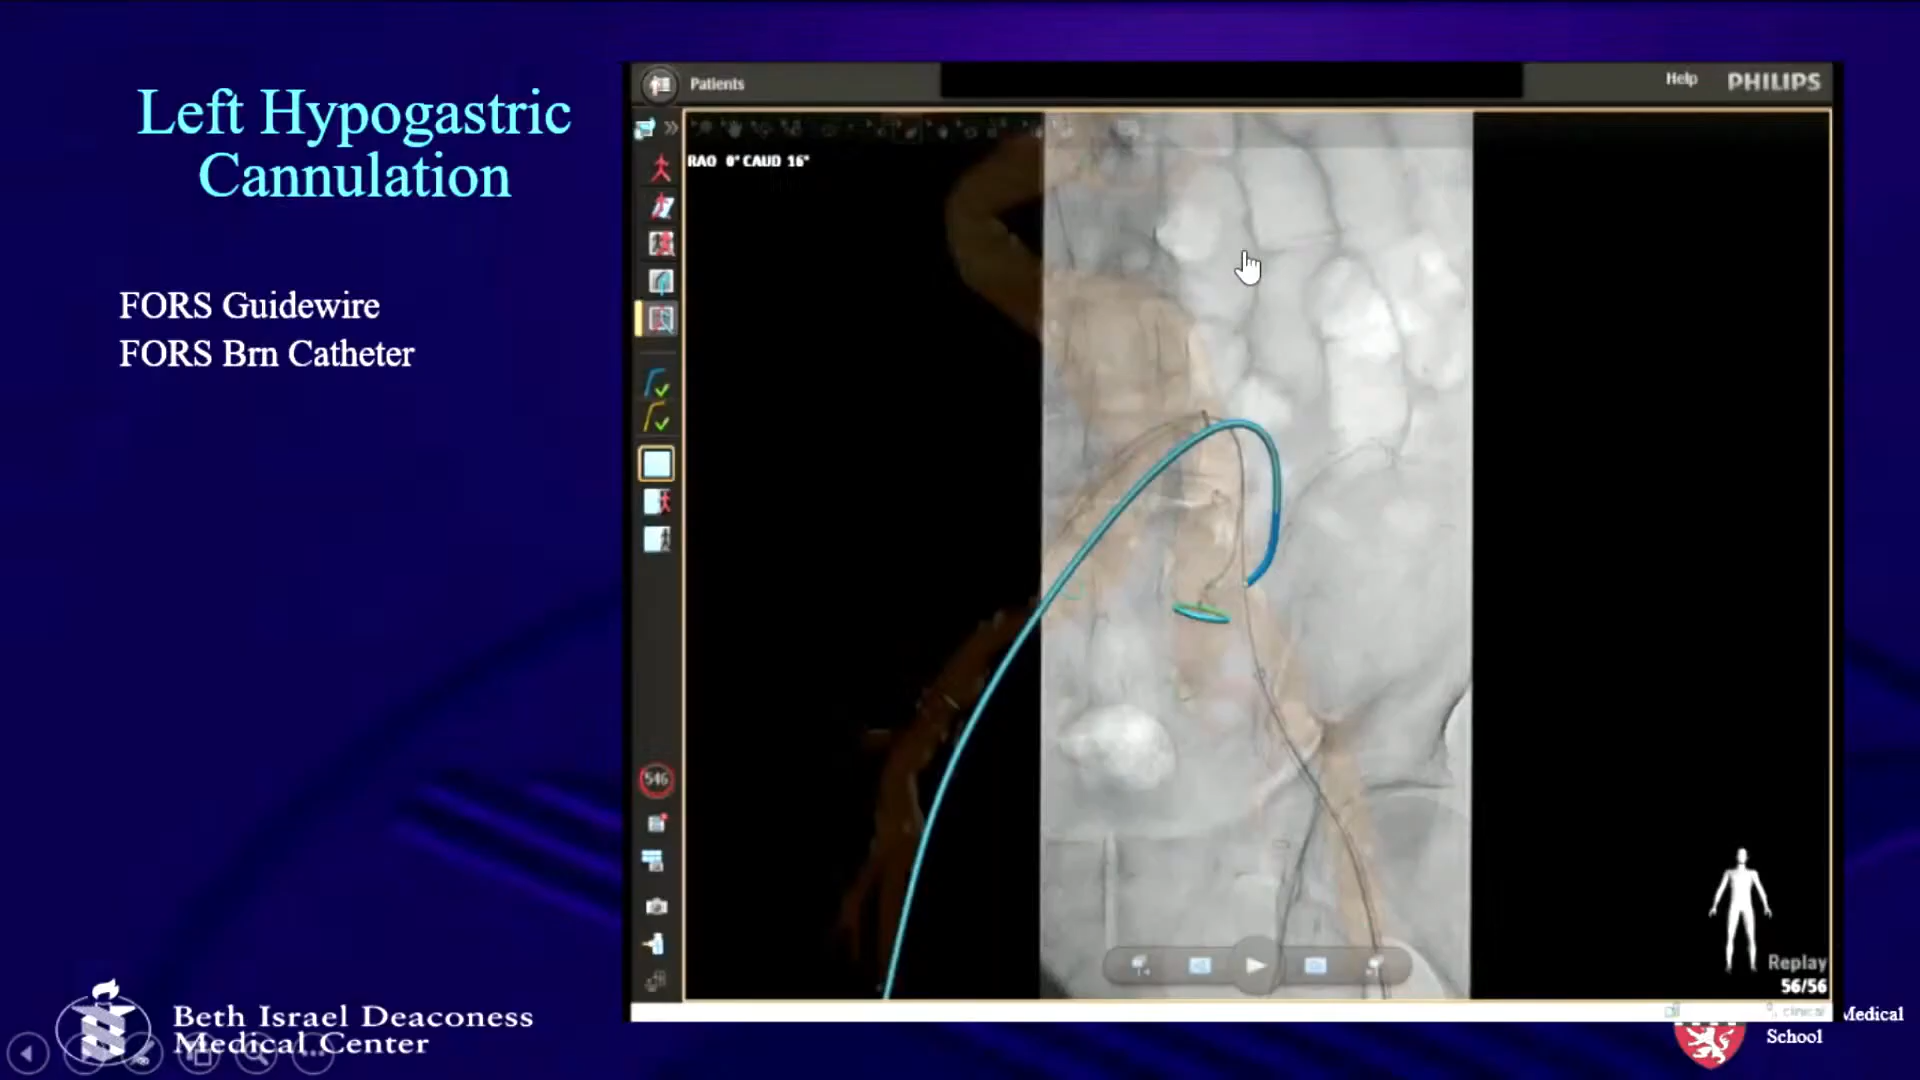 Left Hypogastric
Cannulation
FORS Guidewire
FORS Brn Catheter
Patients
Help
PHILIPS
RAO 0° CAUD 16°
546
Replay
56/56
Beth Israel Deaconess
Medical Center
Medical
School